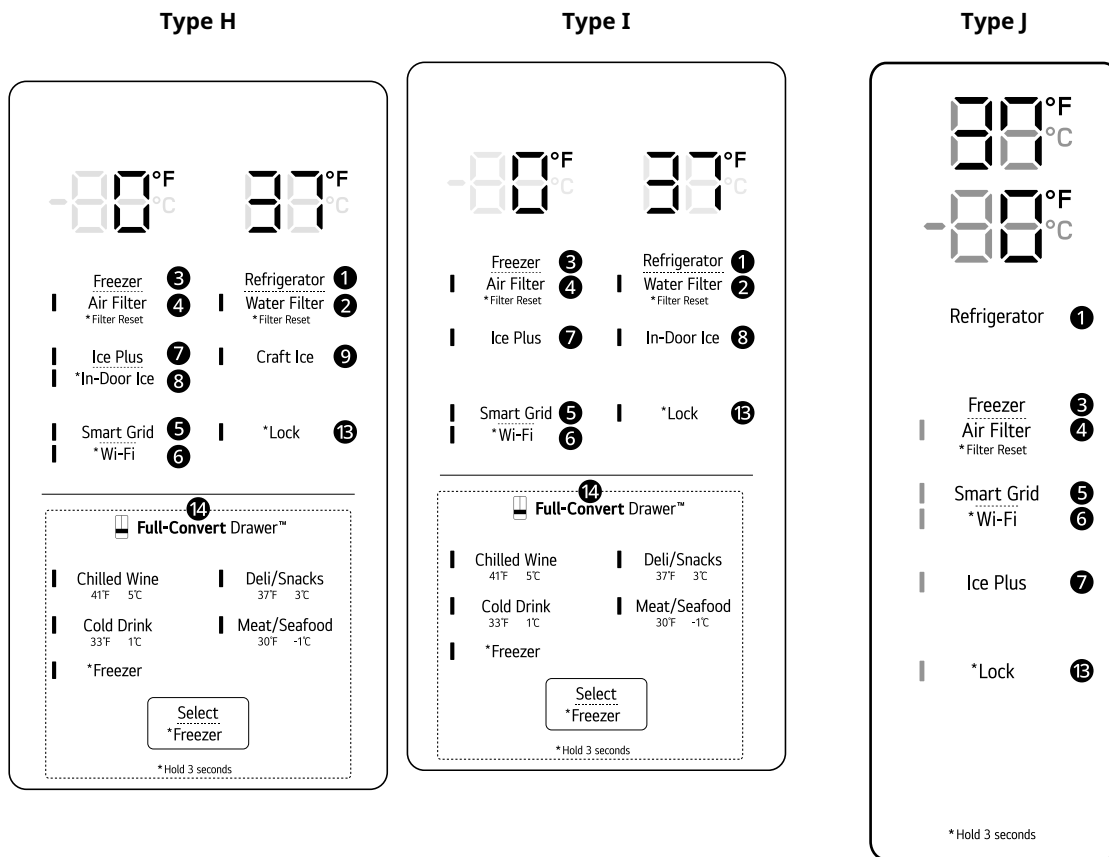 Type H
0 °F
°C
37 °F
°C
Freezer 3
Refrigerator 1
Air Filter 4
*Filter Reset
Water Filter 2
*Filter Reset
Ice Plus 7
*In-Door Ice 8
Craft Ice 9
Smart Grid 5
*Wi-Fi 6
*Lock 13
14
Full-Convert Drawer™
Chilled Wine
41°F 5°C
Deli/Snacks
37°F 3°C
Cold Drink
33°F 1°C
Meat/Seafood
30°F -1°C
*Freezer
Select
*Freezer
*Hold 3 seconds
Type I
0 °F
°C
37 °F
°C
Freezer 3
Refrigerator 1
Air Filter 4
*Filter Reset
Water Filter 2
*Filter Reset
Ice Plus 7
In-Door Ice 8
Smart Grid 5
*Wi-Fi 6
*Lock 13
14
Full-Convert Drawer™
Chilled Wine
41°F 5°C
Deli/Snacks
37°F 3°C
Cold Drink
33°F 1°C
Meat/Seafood
30°F -1°C
*Freezer
Select
*Freezer
*Hold 3 seconds
Type J
37 °F
°C
0 °F
°C
Refrigerator 1
Freezer 3
Air Filter 4
*Filter Reset
Smart Grid 5
*Wi-Fi 6
Ice Plus 7
*Lock 13
*Hold 3 seconds